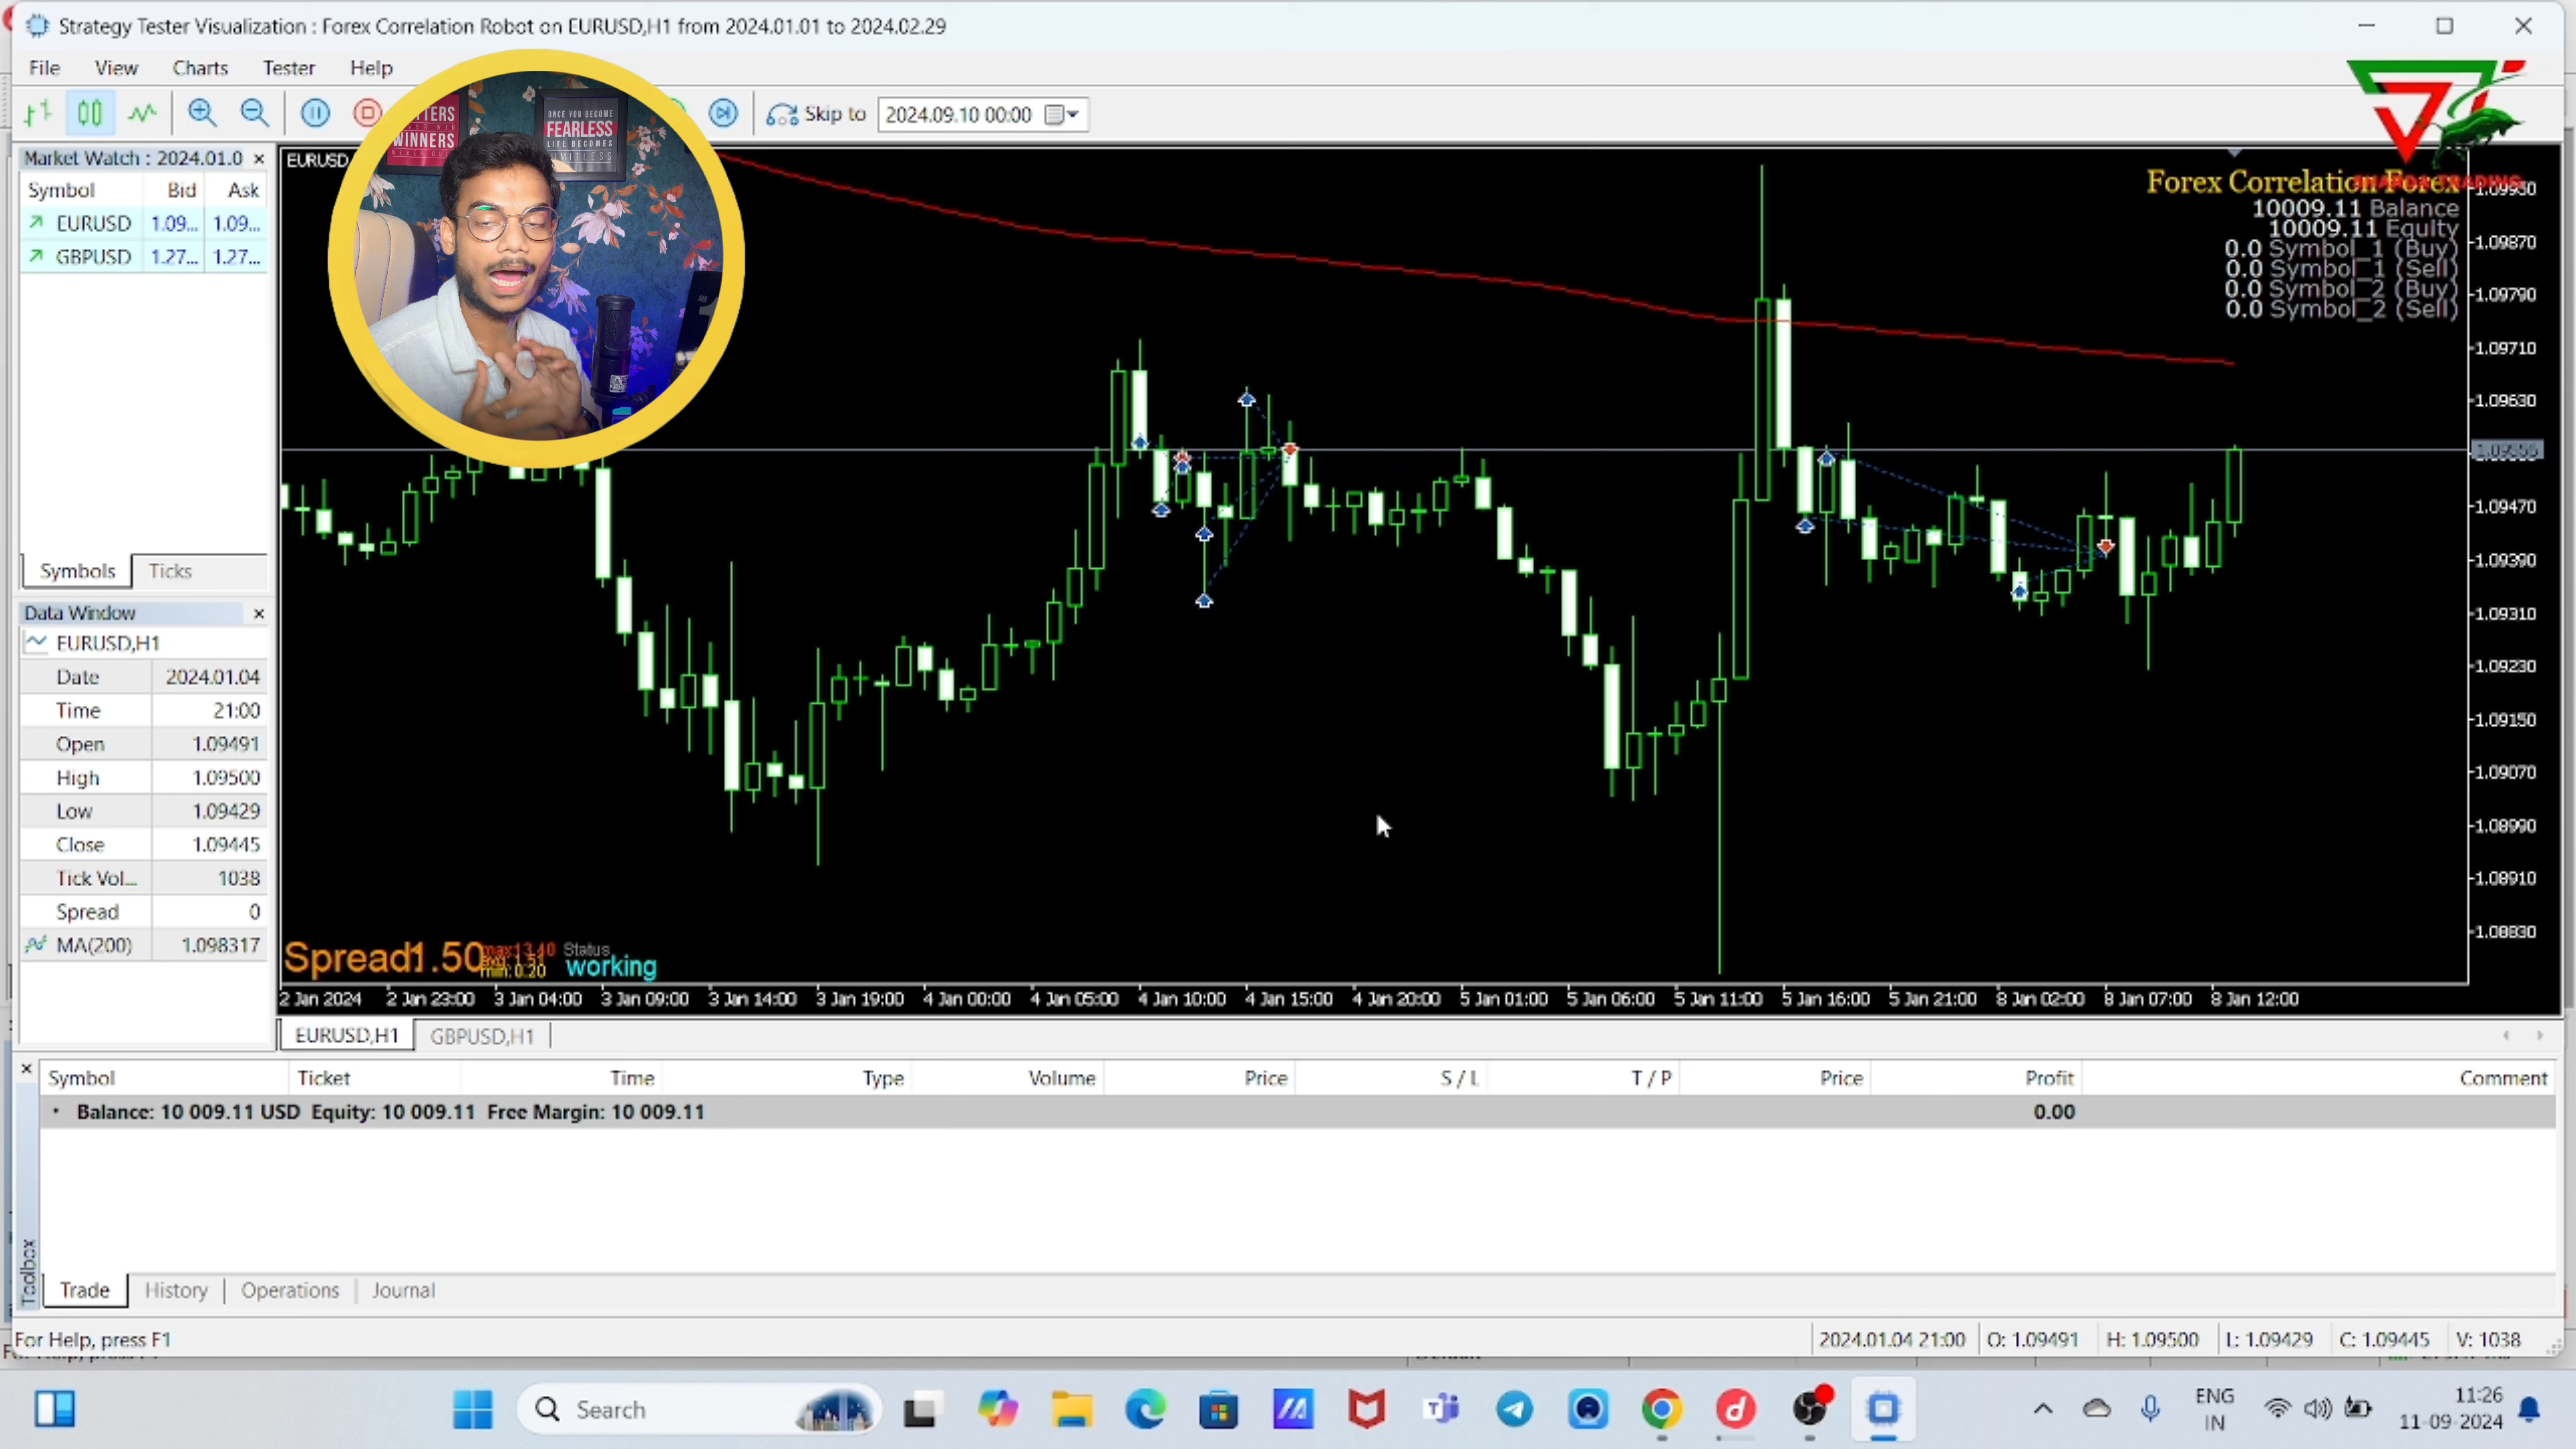 Strategy Tester Visualization : Forex Correlation Robot on EURUSD,H1 from 2024.01.01 to 2024.02.29
File View Charts Tester Help
Skip to 2024.09.10 00:00
WINNERS
ONCE YOU BECOME
FEARLESS
LIFE BECOMES
Market Watch : 2024.01.0
Symbol Bid Ask
EURUSD 1.09... 1.09...
GBPUSD 1.27... 1.27...
Symbols Ticks
Data Window
EURUSD,H1
Date 2024.01.04
Time 21:00
Open 1.09491
High 1.09500
Low 1.09429
Close 1.09445
Tick Vol... 1038
Spread 0
MA(200) 1.098317
EURUSD
Forex Correlation Forex
TRADING
10009.11 Balance
10009.11 Equity
0.0 Symbol_1 (Buy)
0.0 Symbol_1 (Sell)
0.0 Symbol_2 (Buy)
0.0 Symbol_2 (Sell)
1.09950
1.09870
1.09790
1.09710
1.09630
1.09470
1.09390
1.09310
1.09230
1.09150
1.09070
1.08990
1.08910
1.08830
Spread1.50
max13.40
min:0.20
Status
working
2 Jan 2024 2 Jan 23:00 3 Jan 04:00 3 Jan 09:00 3 Jan 14:00 3 Jan 19:00 4 Jan 00:00 4 Jan 05:00 4 Jan 10:00 4 Jan 15:00 4 Jan 20:00 5 Jan 01:00 5 Jan 06:00 5 Jan 11:00 5 Jan 16:00 5 Jan 21:00 8 Jan 02:00 8 Jan 07:00 8 Jan 12:00
EURUSD,H1 GBPUSD,H1
Symbol Ticket Time Type Volume Price S / L T / P Price Profit Comment
Balance: 10 009.11 USD Equity: 10 009.11 Free Margin: 10 009.11 0.00
Toolbox
Trade History Operations Journal
For Help, press F1
2024.01.04 21:00 O: 1.09491 H: 1.09500 L: 1.09429 C: 1.09445 V: 1038
Search
ENG
IN
11:26
11-09-2024